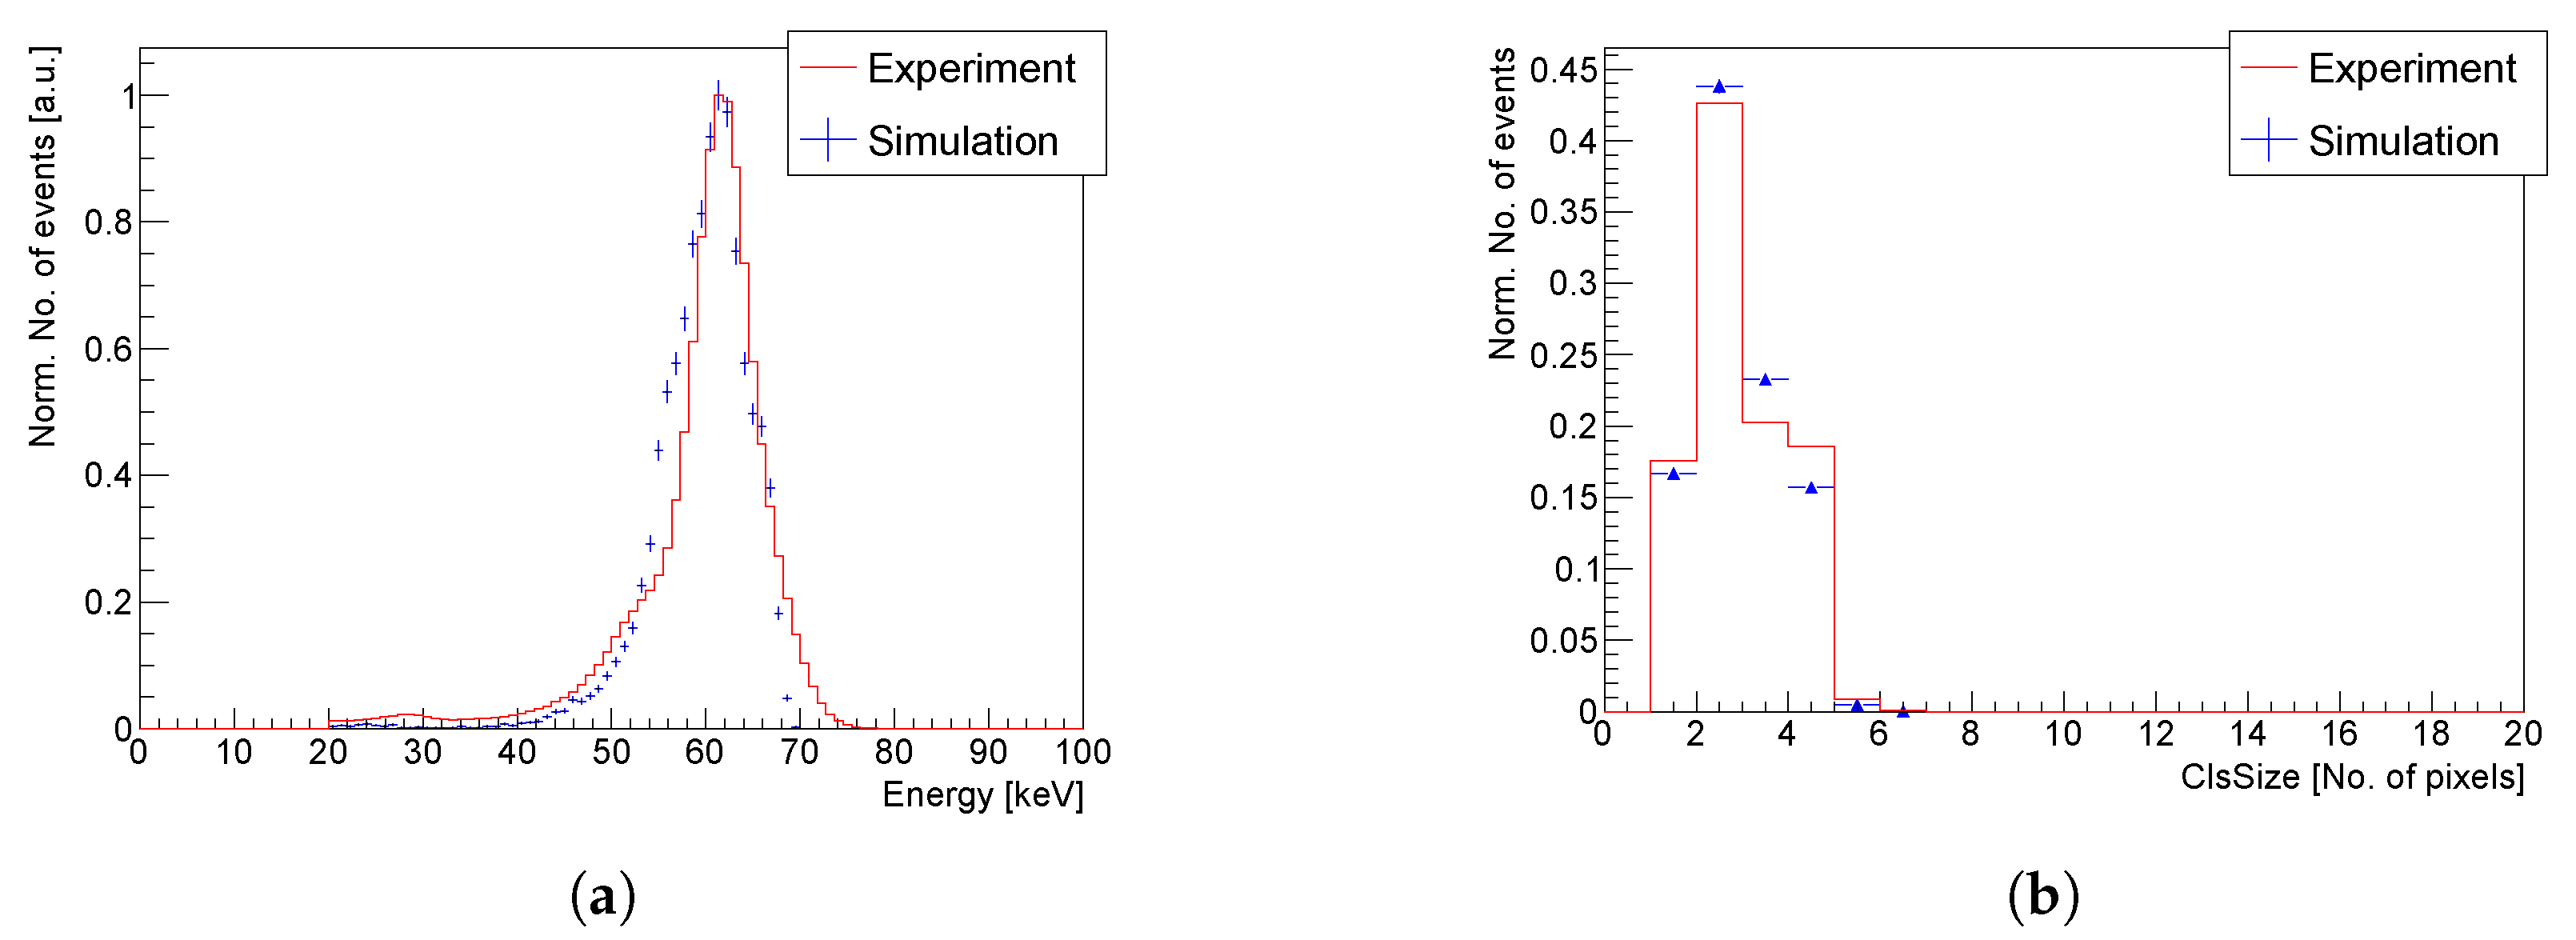 Norm. No. of events [a.u.]
1
0.8
0.6
0.4
0.2
0
0 10 20 30 40 50 60 70 80 90 100
Energy [keV]
Experiment
Simulation
(a)
Norm. No. of events
0.45
0.4
0.35
0.3
0.25
0.2
0.15
0.1
0.05
0
0 2 4 6 8 10 12 14 16 18 20
ClsSize [No. of pixels]
Experiment
Simulation
(b)